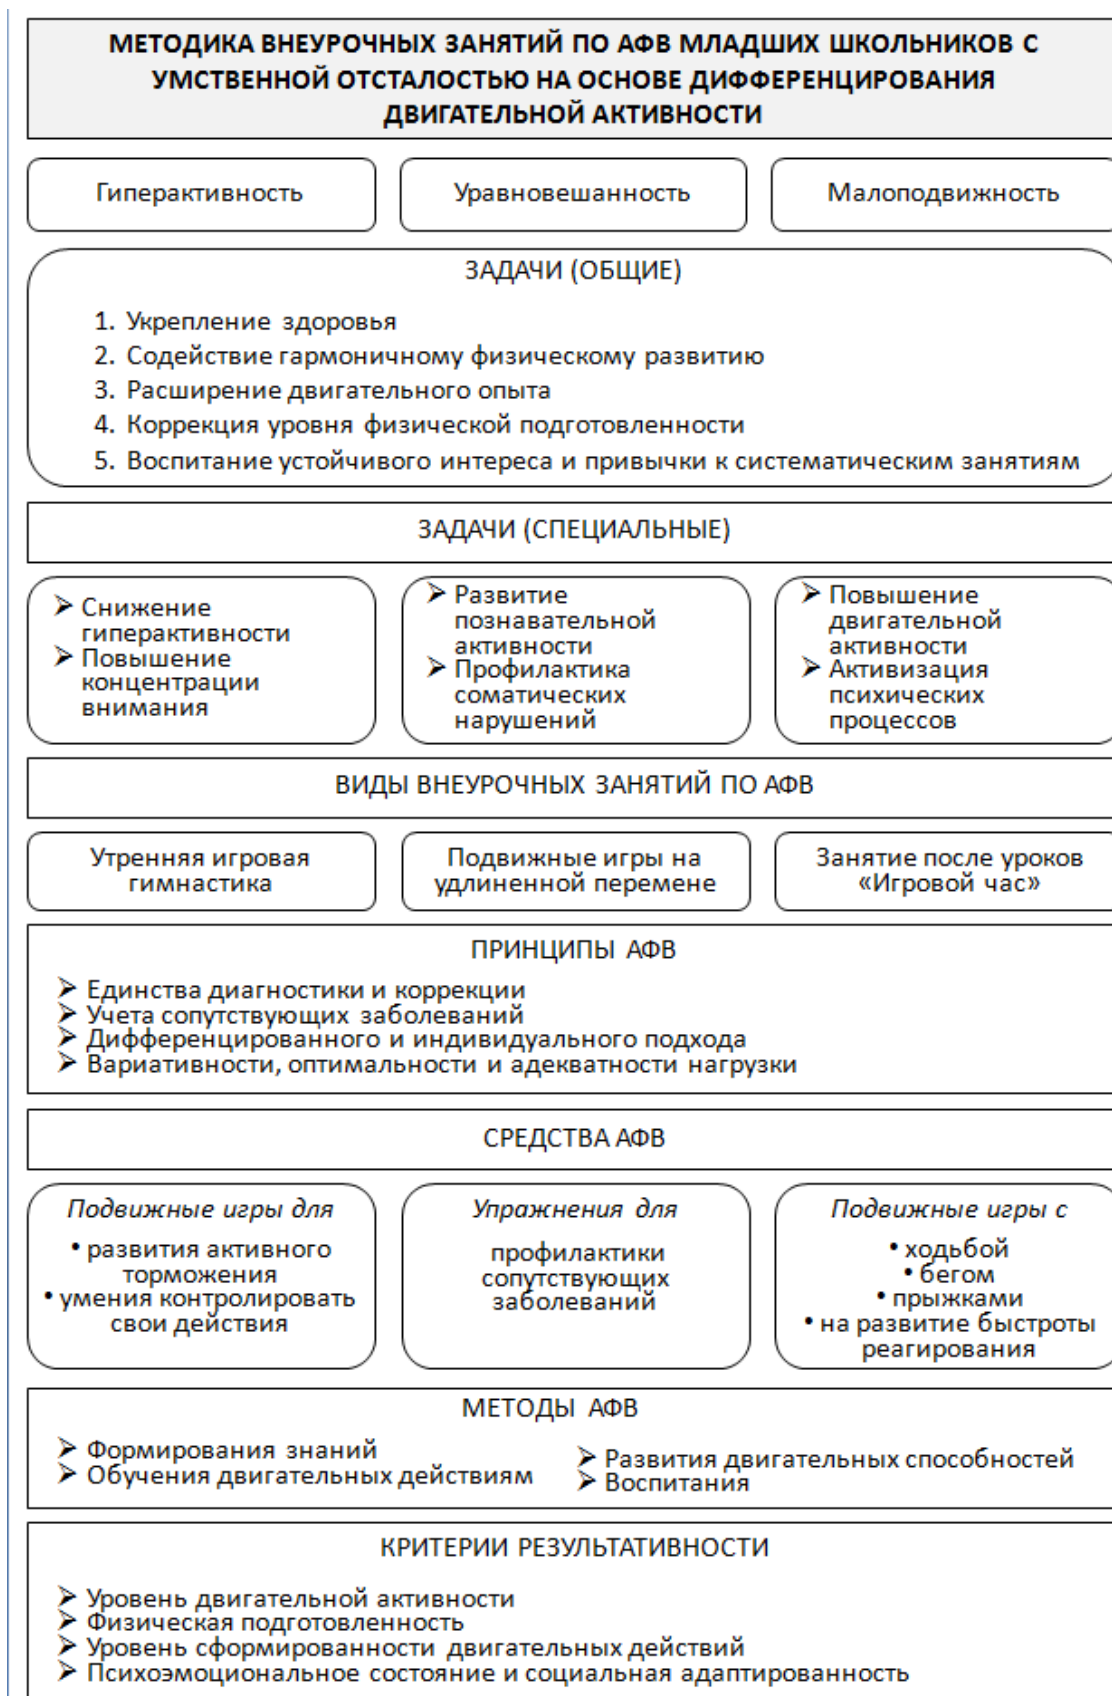 МЕТОДИКА ВНЕУРОЧНЫХ ЗАНЯТИЙ ПО АФВ МЛАДШИХ ШКОЛЬНИКОВ С
УМСТВЕННОЙ ОТСТАЛОСТЬЮ НА ОСНОВЕ ДИФФЕРЕНЦИРОВАНИЯ
ДВИГАТЕЛЬНОЙ АКТИВНОСТИ
Гиперактивность
Уравновешанность
Малоподвижность
ЗАДАЧИ (ОБЩИЕ)
1. Укрепление здоровья
2. Содействие гармоничному физическому развитию
3. Расширение двигательного опыта
4. Коррекция уровня физической подготовленности
5. Воспитание устойчивого интереса и привычки к систематическим занятиям
ЗАДАЧИ (СПЕЦИАЛЬНЫЕ)
➢ Снижение
гиперактивности
➢ Повышение
концентрации
внимания
➢ Развитие
познавательной
активности
➢ Профилактика
соматических
нарушений
➢ Повышение
двигательной
активности
➢ Активизация
психических
процессов
ВИДЫ ВНЕУРОЧНЫХ ЗАНЯТИЙ ПО АФВ
Утренняя игровая
гимнастика
Подвижные игры на
удлиненной перемене
Занятие после уроков
«Игровой час»
ПРИНЦИПЫ АФВ
➢ Единства диагностики и коррекции
➢ Учета сопутствующих заболеваний
➢ Дифференцированного и индивидуального подхода
➢ Вариативности, оптимальности и адекватности нагрузки
СРЕДСТВА АФВ
Подвижные игры для
• развития активного
торможения
• умения контролировать
свои действия
Упражнения для
профилактики
сопутствующих
заболеваний
Подвижные игры с
• ходьбой
• бегом
• прыжками
• на развитие быстроты
реагирования
МЕТОДЫ АФВ
➢ Формирования знаний
➢ Обучения двигательных действиям
➢ Развития двигательных способностей
➢ Воспитания
КРИТЕРИИ РЕЗУЛЬТАТИВНОСТИ
➢ Уровень двигательной активности
➢ Физическая подготовленность
➢ Уровень сформированности двигательных действий
➢ Психоэмоциональное состояние и социальная адаптированность